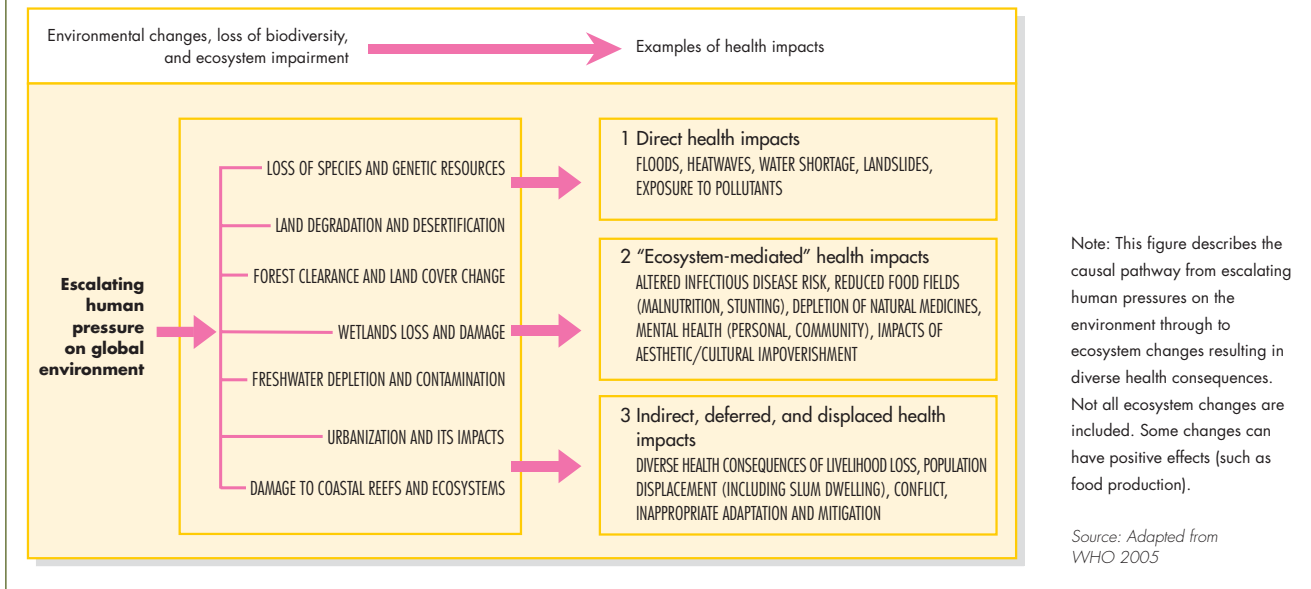 Environmental changes, loss of biodiversity,
and ecosystem impairment
Examples of health impacts
Escalating
human
pressure
on global
environment
LOSS OF SPECIES AND GENETIC RESOURCES
LAND DEGRADATION AND DESERTIFICATION
FOREST CLEARANCE AND LAND COVER CHANGE
WETLANDS LOSS AND DAMAGE
FRESHWATER DEPLETION AND CONTAMINATION
URBANIZATION AND ITS IMPACTS
DAMAGE TO COASTAL REEFS AND ECOSYSTEMS
1 Direct health impacts
FLOODS, HEATWAVES, WATER SHORTAGE, LANDSLIDES,
EXPOSURE TO POLLUTANTS
2 “Ecosystem-mediated” health impacts
ALTERED INFECTIOUS DISEASE RISK, REDUCED FOOD FIELDS
(MALNUTRITION, STUNTING), DEPLETION OF NATURAL MEDICINES,
MENTAL HEALTH (PERSONAL, COMMUNITY), IMPACTS OF
AESTHETIC/CULTURAL IMPOVERISHMENT
3 Indirect, deferred, and displaced health
impacts
DIVERSE HEALTH CONSEQUENCES OF LIVELIHOOD LOSS, POPULATION
DISPLACEMENT (INCLUDING SLUM DWELLING), CONFLICT,
INAPPROPRIATE ADAPTATION AND MITIGATION
Note: This figure describes the
causal pathway from escalating
human pressures on the
environment through to
ecosystem changes resulting in
diverse health consequences.
Not all ecosystem changes are
included. Some changes can
have positive effects (such as
food production).
Source: Adapted from
WHO 2005